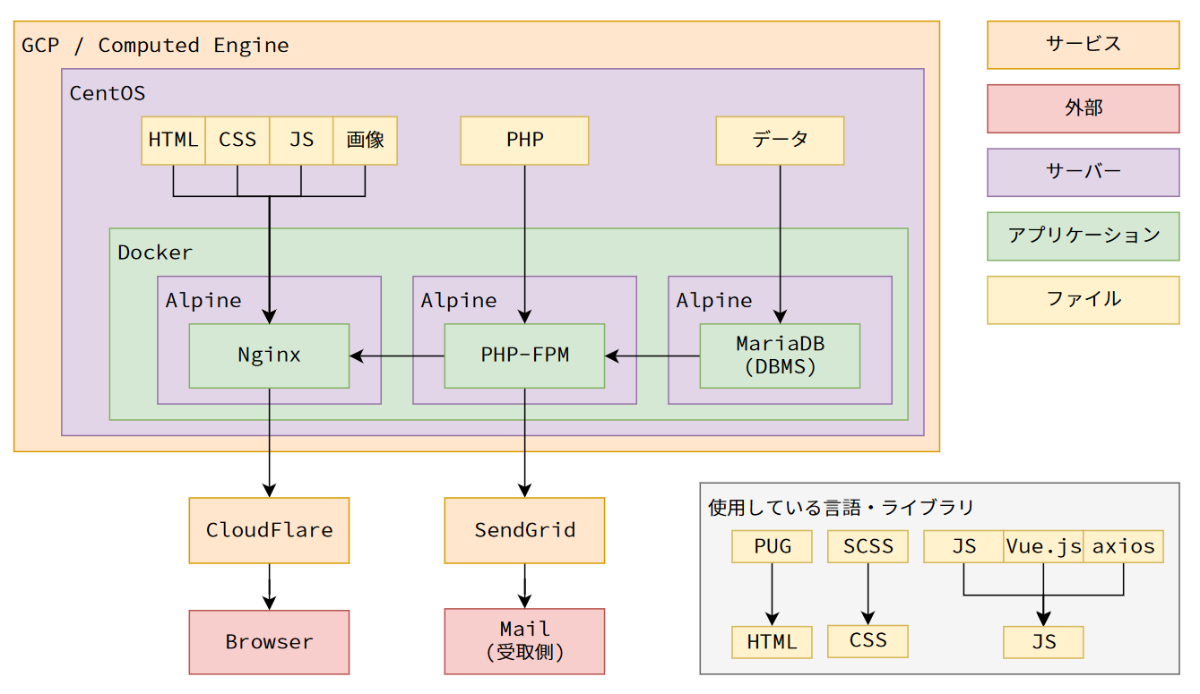 GCP / Computed Engine
CentOS
HTML CSS JS 画像
PHP
データ
Docker
Alpine
Nginx
Alpine
PHP-FPM
Alpine
MariaDB
(DBMS)
CloudFlare
Browser
SendGrid
Mail
(受取側)
サービス
外部
サーバー
アプリケーション
ファイル
使用している言語・ライブラリ
PUG
SCSS
JS Vue.js axios
HTML
CSS
JS